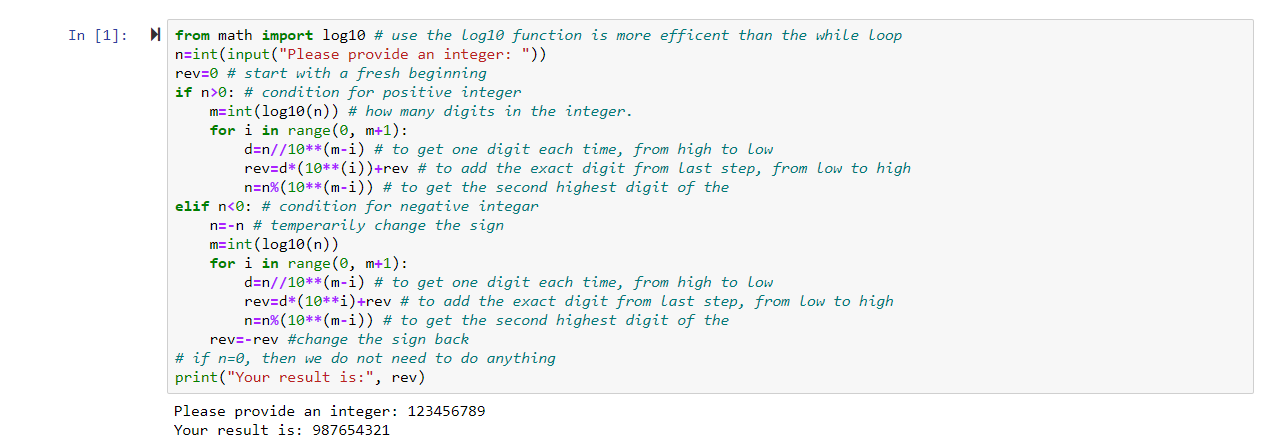 In [1]:
from math import log10 # use the log10 function is more efficent than the while loop
n=int(input("Please provide an integer: "))
rev=0 # start with a fresh beginning
if n>0: # condition for positive integer
    m=int(log10(n)) # how many digits in the integer.
    for i in range(0, m+1):
        d=n//10**(m-i) # to get one digit each time, from high to low
        rev=d*(10**(i))+rev # to add the exact digit from last step, from low to high
        n=n%(10**(m-i)) # to get the second highest digit of the
elif n<0: # condition for negative integar
    n=-n # temperarily change the sign
    m=int(log10(n))
    for i in range(0, m+1):
        d=n//10**(m-i) # to get one digit each time, from high to low
        rev=d*(10**i)+rev # to add the exact digit from last step, from low to high
        n=n%(10**(m-i)) # to get the second highest digit of the
    rev=-rev #change the sign back
# if n=0, then we do not need to do anything
print("Your result is:", rev)
Please provide an integer: 123456789
Your result is: 987654321